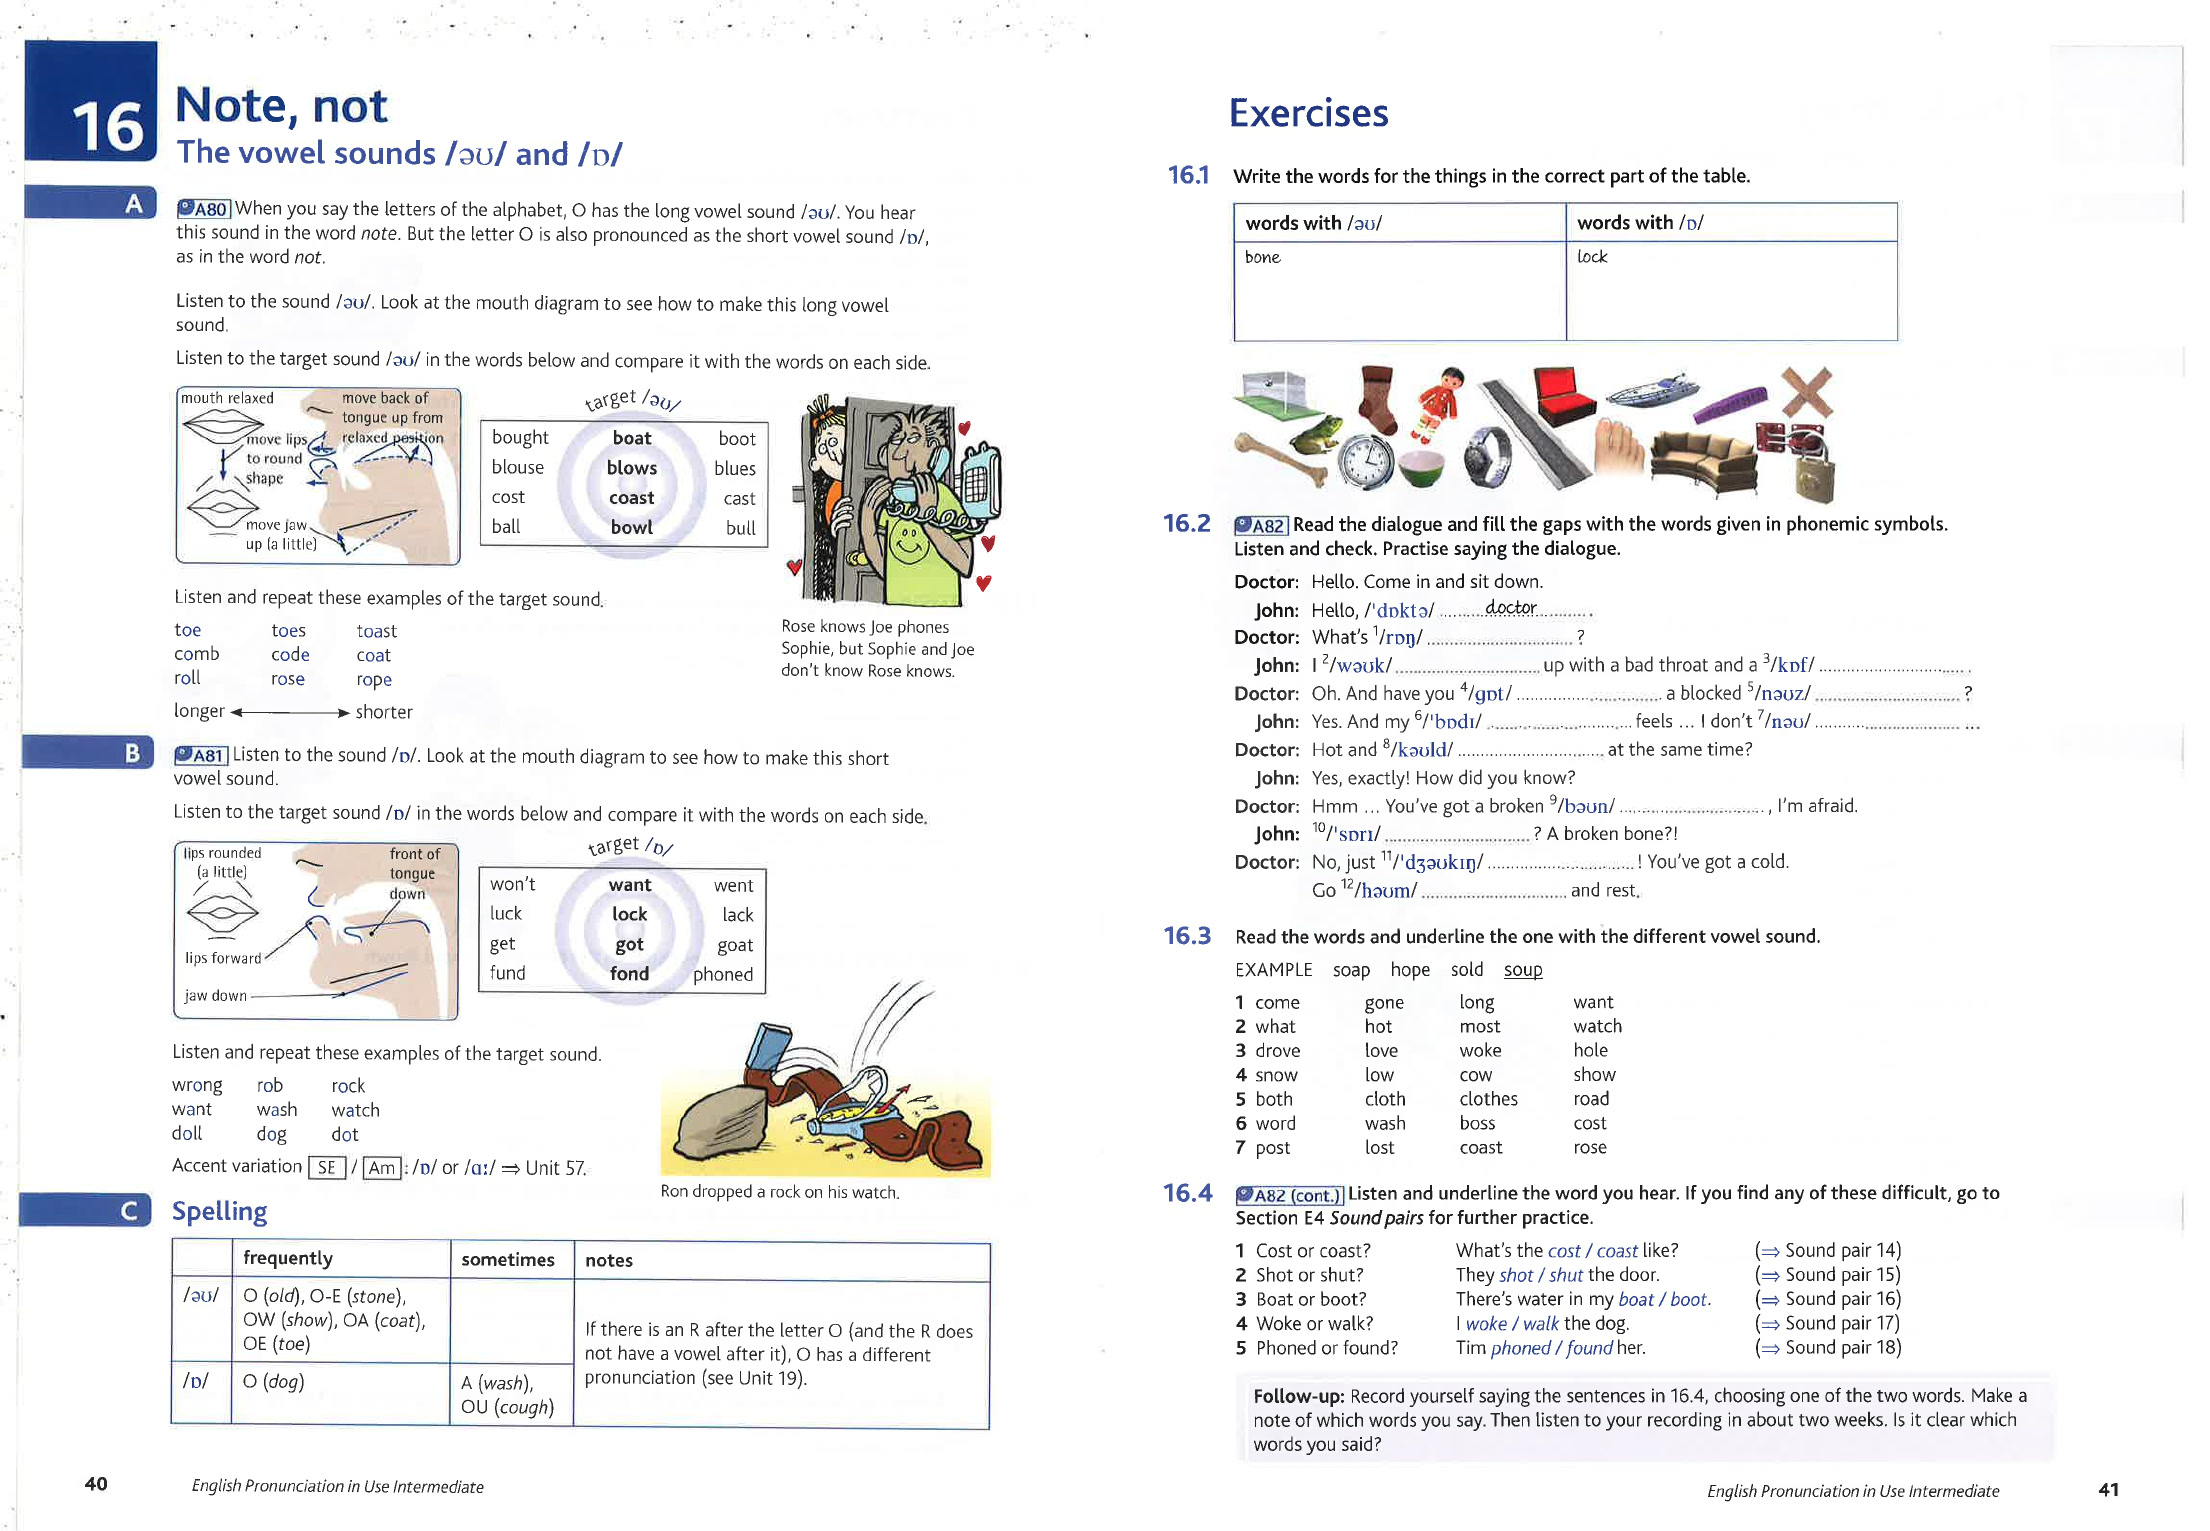 16
Note, not
The vowel sounds /əʊ/ and /ɒ/
A
A80 When you say the letters of the alphabet, O has the long vowel sound /əʊ/. You hear
this sound in the word note. But the letter O is also pronounced as the short vowel sound /ɒ/,
as in the word not.
Listen to the sound /əʊ/. Look at the mouth diagram to see how to make this long vowel
sound.
Listen to the target sound /əʊ/ in the words below and compare it with the words on each side.
mouth relaxed
move lips
to round
shape
move jaw
up (a little)
move back of
tongue up from
relaxed position
target /əʊ/
bought boat boot
blouse blows blues
cost coast cast
ball bowl bull
Rose knows Joe phones
Sophie, but Sophie and Joe
don't know Rose knows.
Listen and repeat these examples of the target sound.
toe toes toast
comb code coat
roll rose rope
longer shorter
B
A81 Listen to the sound /ɒ/. Look at the mouth diagram to see how to make this short
vowel sound.
Listen to the target sound /ɒ/ in the words below and compare it with the words on each side.
lips rounded
(a little)
lips forward
jaw down
front of
tongue
down
target /ɒ/
won't want went
luck lock lack
get got goat
fund fond phoned
Listen and repeat these examples of the target sound.
wrong rob rock
want wash watch
doll dog dot
Accent variation SE / Am: /ɒ/ or /ɑː/ ⇒ Unit 57.
Ron dropped a rock on his watch.
C
Spelling
frequently sometimes notes
/əʊ/ O (old), O-E (stone),
OW (show), OA (coat),
OE (toe)
/ɒ/ O (dog) A (wash),
OU (cough)
If there is an R after the letter O (and the R does
not have a vowel after it), O has a different
pronunciation (see Unit 19).
40 English Pronunciation in Use Intermediate
Exercises
16.1 Write the words for the things in the correct part of the table.
words with /əʊ/ words with /ɒ/
bone lock
16.2 A82 Read the dialogue and fill the gaps with the words given in phonemic symbols.
Listen and check. Practise saying the dialogue.
Doctor: Hello. Come in and sit down.
John: Hello, /ˈdɒktə/ .........doctor.......... .
Doctor: What's 1/rɒŋ/ .............................. ?
John: I 2/wəʊk/ .............................. up with a bad throat and a 3/kɒf/ .............................. .
Doctor: Oh. And have you 4/gɒt/ .............................. a blocked 5/nəʊz/ .............................. ?
John: Yes. And my 6/ˈbɒdɪ/ .............................. feels ... I don't 7/nəʊ/ .............................. ...
Doctor: Hot and 8/kəʊld/ .............................. at the same time?
John: Yes, exactly! How did you know?
Doctor: Hmm ... You've got a broken 9/bəʊn/ .............................. , I'm afraid.
John: 10/ˈsɒrɪ/ .............................. ? A broken bone?!
Doctor: No, just 11/ˈdʒəʊkɪŋ/ .............................. ! You've got a cold.
Go 12/həʊm/ .............................. and rest.
16.3 Read the words and underline the one with the different vowel sound.
EXAMPLE soap hope sold soup
1 come gone long want
2 what hot most watch
3 drove love woke hole
4 snow low cow show
5 both cloth clothes road
6 word wash boss cost
7 post lost coast rose
16.4 A82 (cont.) Listen and underline the word you hear. If you find any of these difficult, go to
Section E4 Sound pairs for further practice.
1 Cost or coast? What's the cost / coast like? (⇒ Sound pair 14)
2 Shot or shut? They shot / shut the door. (⇒ Sound pair 15)
3 Boat or boot? There's water in my boat / boot. (⇒ Sound pair 16)
4 Woke or walk? I woke / walk the dog. (⇒ Sound pair 17)
5 Phoned or found? Tim phoned / found her. (⇒ Sound pair 18)
Follow-up: Record yourself saying the sentences in 16.4, choosing one of the two words. Make a
note of which words you say. Then listen to your recording in about two weeks. Is it clear which
words you said?
English Pronunciation in Use Intermediate 41